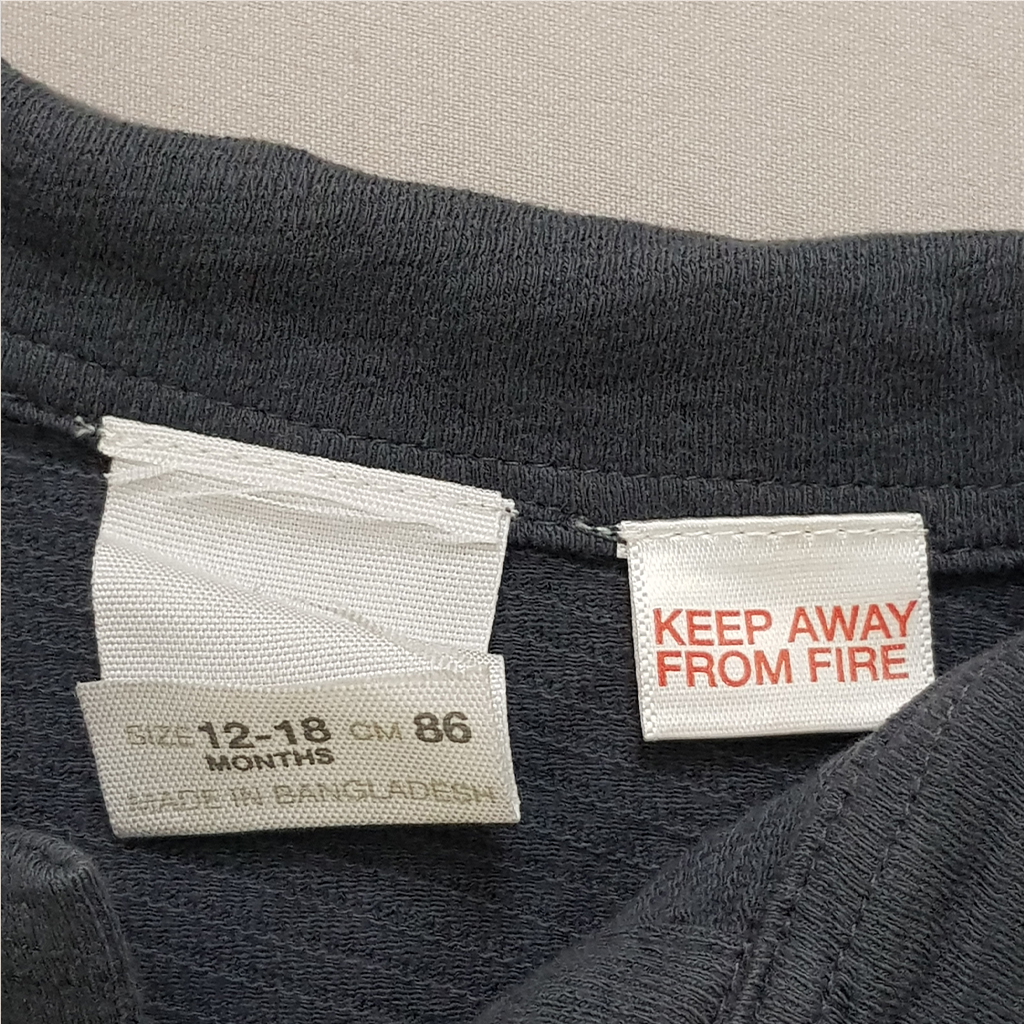 SIZE 12-18 CM 86
MONTHS
MADE IN BANGLADESH
KEEP AWAY
FROM FIRE